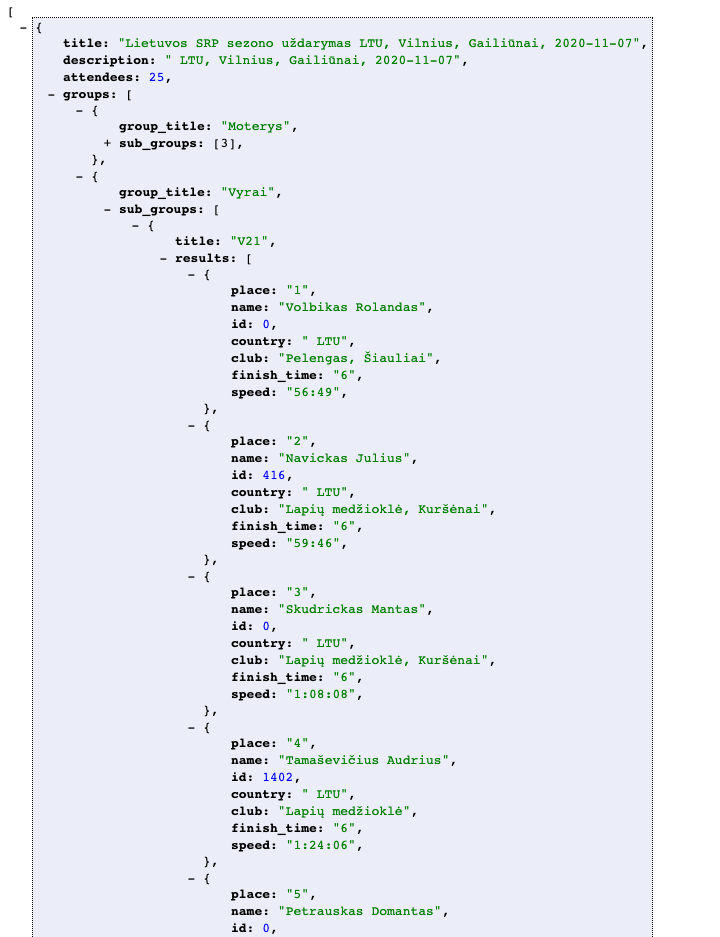 [
− {
title: "Lietuvos SRP sezono uždarymas LTU, Vilnius, Gailiūnai, 2020-11-07",
description: " LTU, Vilnius, Gailiūnai, 2020-11-07",
attendees: 25,
− groups: [
− {
group_title: "Moterys",
+ sub_groups: [3],
},
− {
group_title: "Vyrai",
− sub_groups: [
− {
title: "V21",
− results: [
− {
place: "1",
name: "Volbikas Rolandas",
id: 0,
country: " LTU",
club: "Pelengas, Šiauliai",
finish_time: "6",
speed: "56:49",
},
− {
place: "2",
name: "Navickas Julius",
id: 416,
country: " LTU",
club: "Lapių medžioklė, Kuršėnai",
finish_time: "6",
speed: "59:46",
},
− {
place: "3",
name: "Skudrickas Mantas",
id: 0,
country: " LTU",
club: "Lapių medžioklė, Kuršėnai",
finish_time: "6",
speed: "1:08:08",
},
− {
place: "4",
name: "Tamaševičius Audrius",
id: 1402,
country: " LTU",
club: "Lapių medžioklė",
finish_time: "6",
speed: "1:24:06",
},
− {
place: "5",
name: "Petrauskas Domantas",
id: 0,